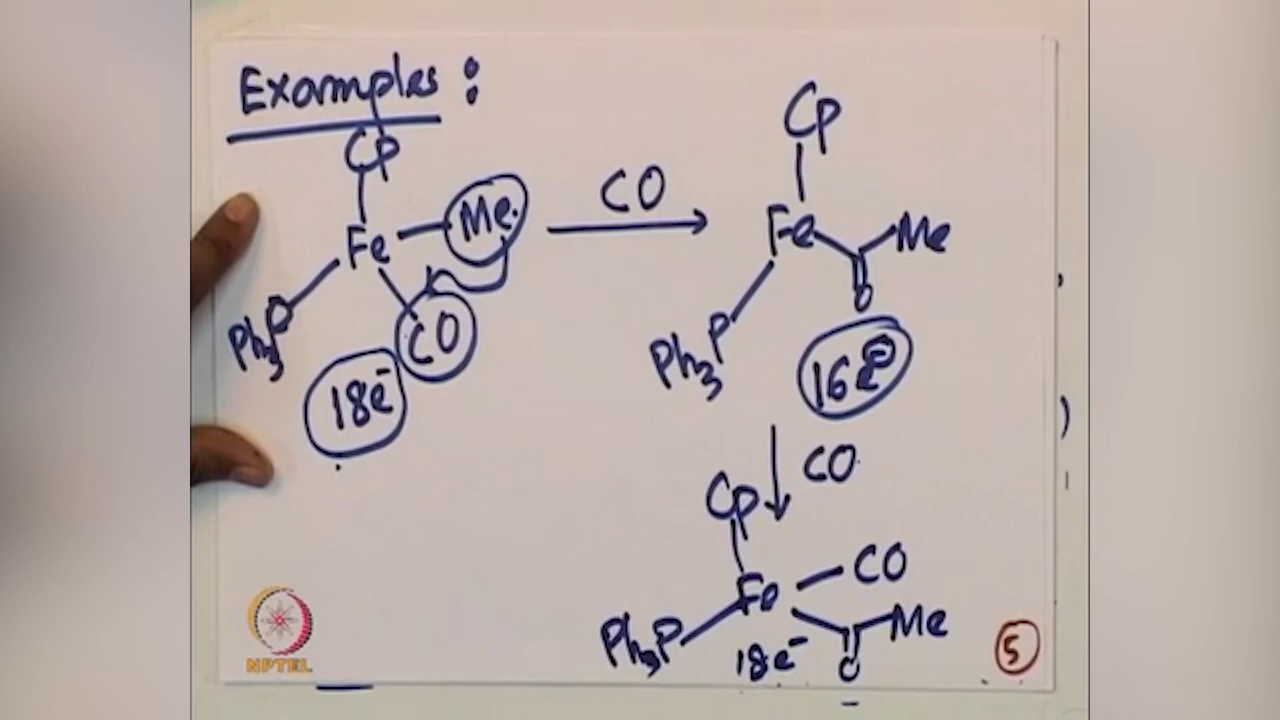 Examples :
Cp
Fe
Me
Ph3P
CO
18e-
CO
Cp
Fe
Me
O
Ph3P
16e-
CO
Cp
Fe
CO
Me
O
Ph3P
18e-
5
NPTEL